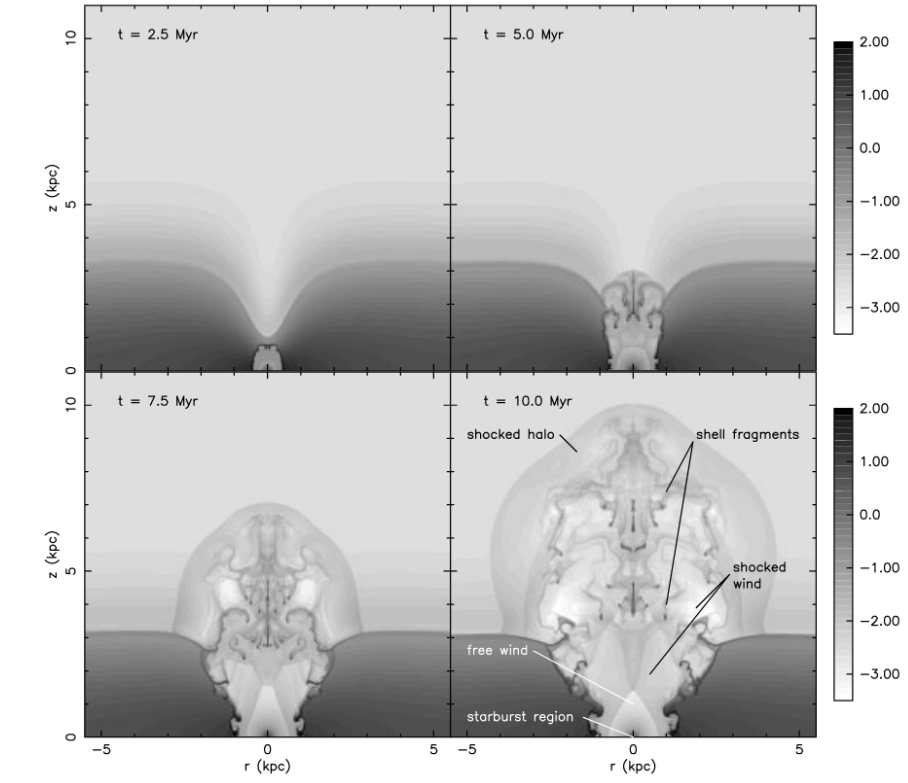 t = 2.5 Myr
t = 5.0 Myr
10
5
0
z (kpc)
2.00
1.00
0.0
−1.00
−2.00
−3.00
t = 7.5 Myr
t = 10.0 Myr
shocked halo
shell fragments
shocked
wind
free wind
starburst region
10
5
0
z (kpc)
−5
0
5
r (kpc)
−5
0
5
r (kpc)
2.00
1.00
0.0
−1.00
−2.00
−3.00